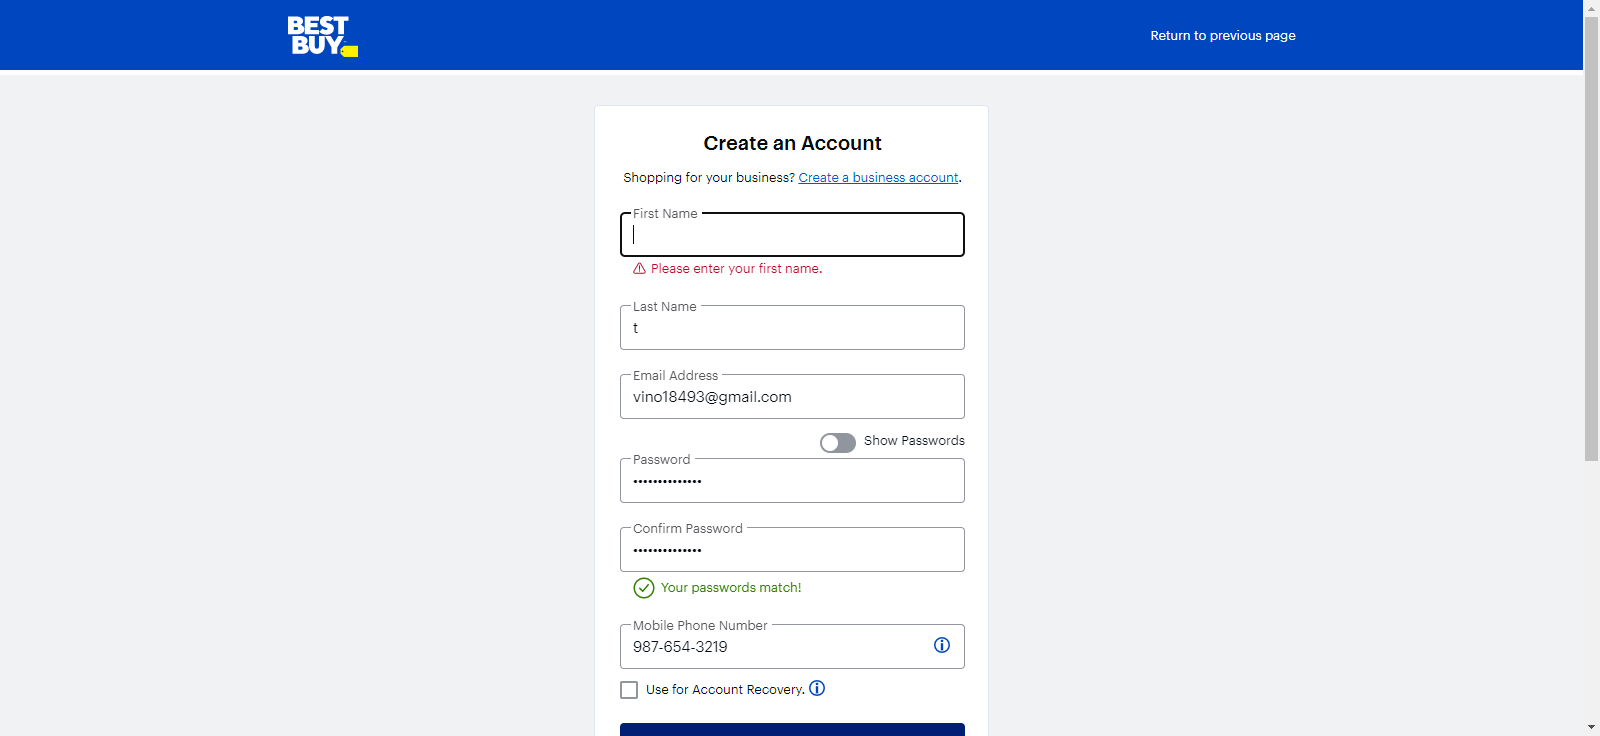 BEST
BUY
Return to previous page
Create an Account
Shopping for your business? Create a business account.
First Name
Please enter your first name.
Last Name
t
Email Address
vino18493@gmail.com
Show Passwords
Password
••••••••••••••
Confirm Password
••••••••••••••
Your passwords match!
Mobile Phone Number
987-654-3219
Use for Account Recovery.